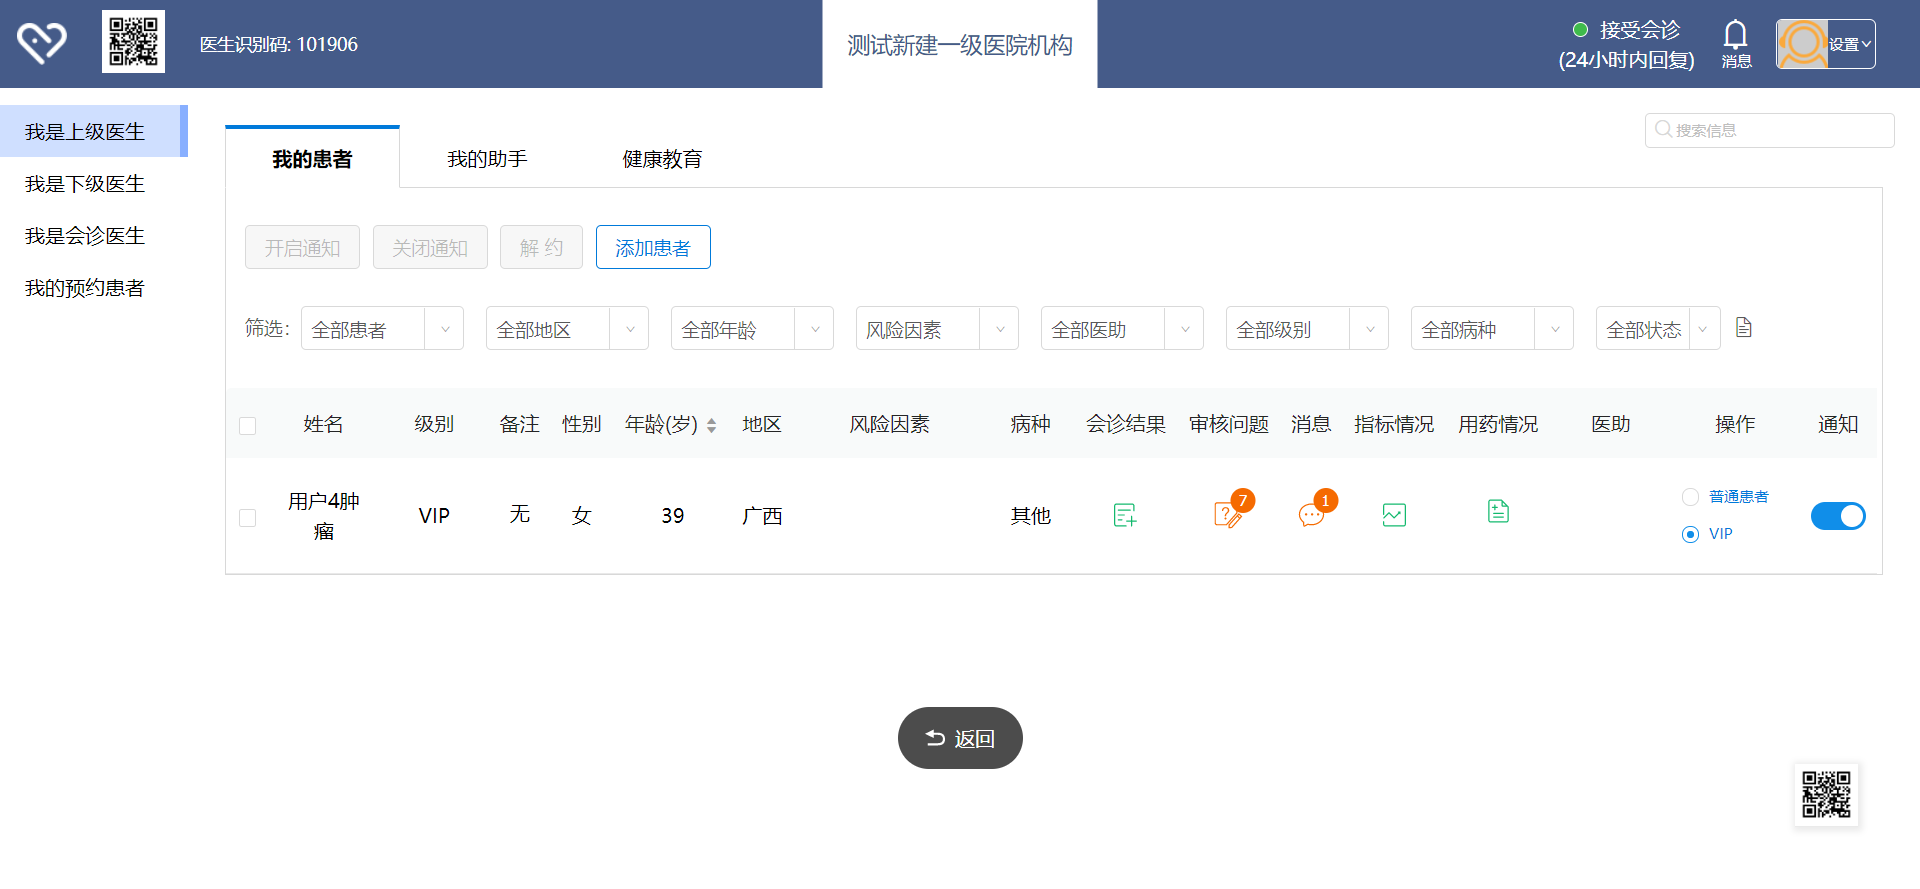 医生识别码: 101906
测试新建一级医院机构
接受会诊
(24小时内回复)
消息
设置
我是上级医生
我是下级医生
我是会诊医生
我的预约患者
搜索信息
我的患者 我的助手 健康教育
开启通知 关闭通知 解 约 添加患者
筛选: 全部患者 全部地区 全部年龄 风险因素 全部医助 全部级别 全部病种 全部状态
姓名 级别 备注 性别 年龄(岁) 地区 风险因素 病种 会诊结果 审核问题 消息 指标情况 用药情况 医助 操作 通知
用户4肿
瘤
VIP 无 女 39 广西 其他 7 1
普通患者
VIP
返回